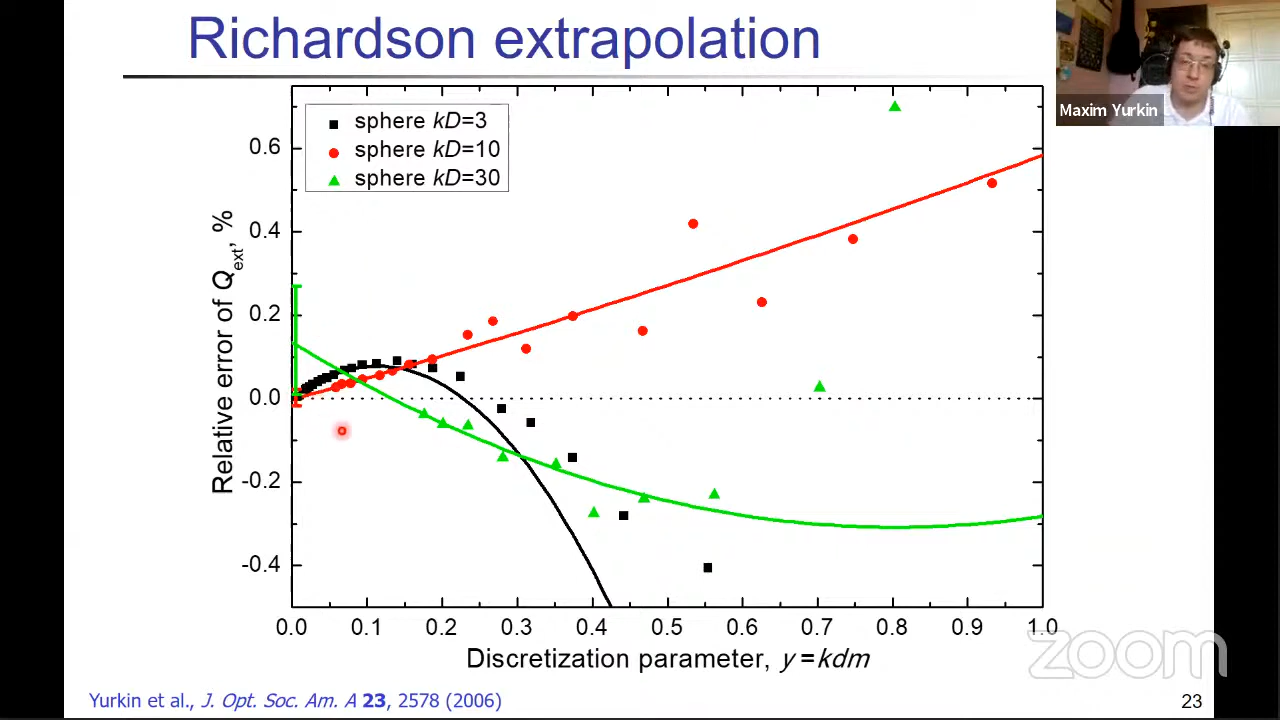 Richardson extrapolation
Maxim Yurkin
sphere kD=3
sphere kD=10
sphere kD=30
Relative error of Qext, %
0.6
0.4
0.2
0.0
-0.2
-0.4
0.0 0.1 0.2 0.3 0.4 0.5 0.6 0.7 0.8 0.9 1.0
Discretization parameter, y=kdm
zoom
Yurkin et al., J. Opt. Soc. Am. A 23, 2578 (2006)
23